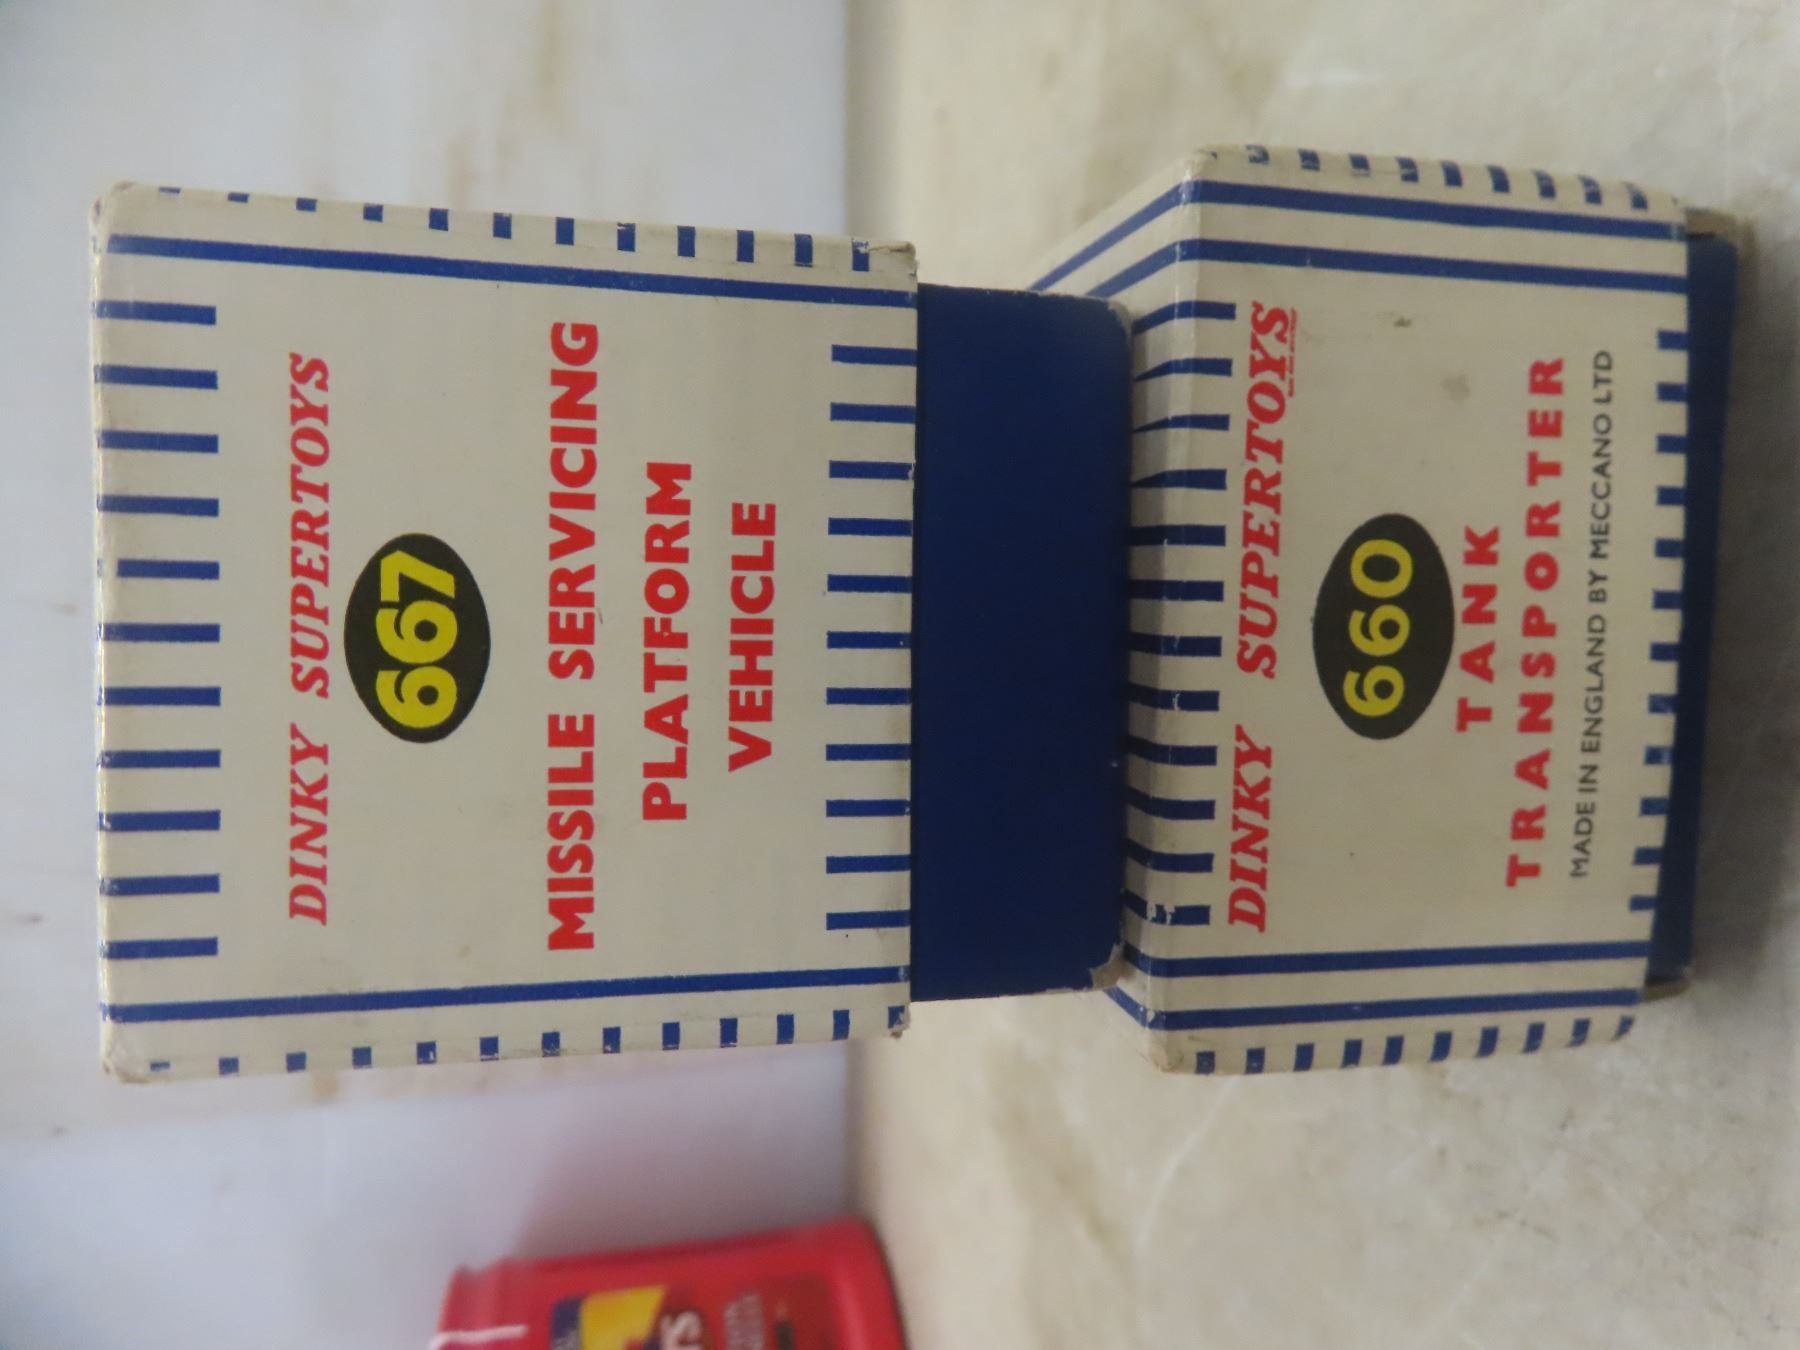 DINKY SUPERTOYS
667
MISSILE SERVICING
PLATFORM
VEHICLE
DINKY SUPERTOYS
660
TANK
TRANSPORTER
MADE IN ENGLAND BY MECCANO LTD